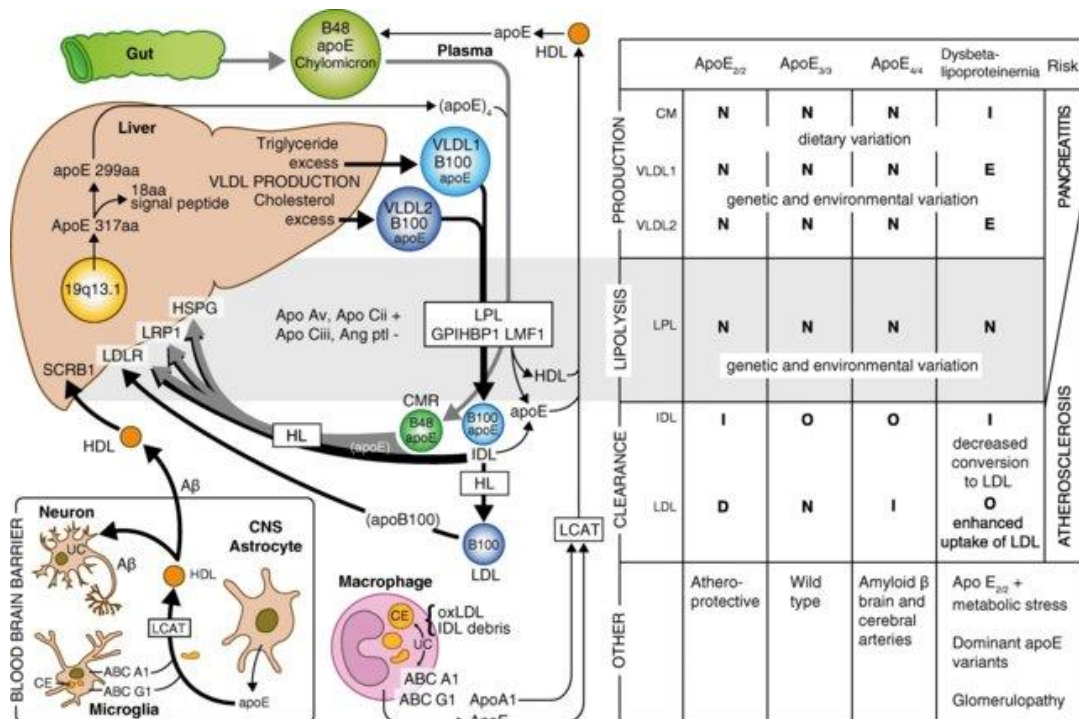 Gut
B48
apoE
Chylomicron
Plasma
apoE
HDL
(apoE)4
Liver
apoE 299aa
18aa
signal peptide
ApoE 317aa
19q13.1
Triglyceride
excess
VLDL PRODUCTION
Cholesterol
excess
VLDL1
B100
apoE
VLDL2
B100
apoE
HSPG
LRP1
LDLR
SCRB1
Apo Av, Apo Cii +
Apo Ciii, Ang ptl -
LPL
GPIHBP1 LMF1
HDL
apoE
CMR
B48
apoE
B100
apoE
IDL
HL
(apoE)
HL
HDL
Aβ
(apoB100)
B100
LDL
LCAT
BLOOD BRAIN BARRIER
Neuron
UC
Aβ
CNS
Astrocyte
HDL
LCAT
ABC A1
ABC G1
CE
Microglia
apoE
Macrophage
CE
oxLDL
IDL debris
UC
ABC A1
ABC G1
ApoA1
ApoE
ApoE2/2 ApoE3/3 ApoE4/4 Dysbeta-
lipoproteinemia
Risk
PRODUCTION
CM N N N I
dietary variation
VLDL1 N N N E
genetic and environmental variation
VLDL2 N N N E
PANCREATITIS
LIPOLYSIS
LPL N N N N
genetic and environmental variation
CLEARANCE
IDL I O O I
decreased
conversion
to LDL
LDL D N I O
enhanced
uptake of LDL
ATHEROSCLEROSIS
OTHER
Athero-
protective
Wild
type
Amyloid β
brain and
cerebral
arteries
Apo E2/2 +
metabolic stress
Dominant apoE
variants
Glomerulopathy